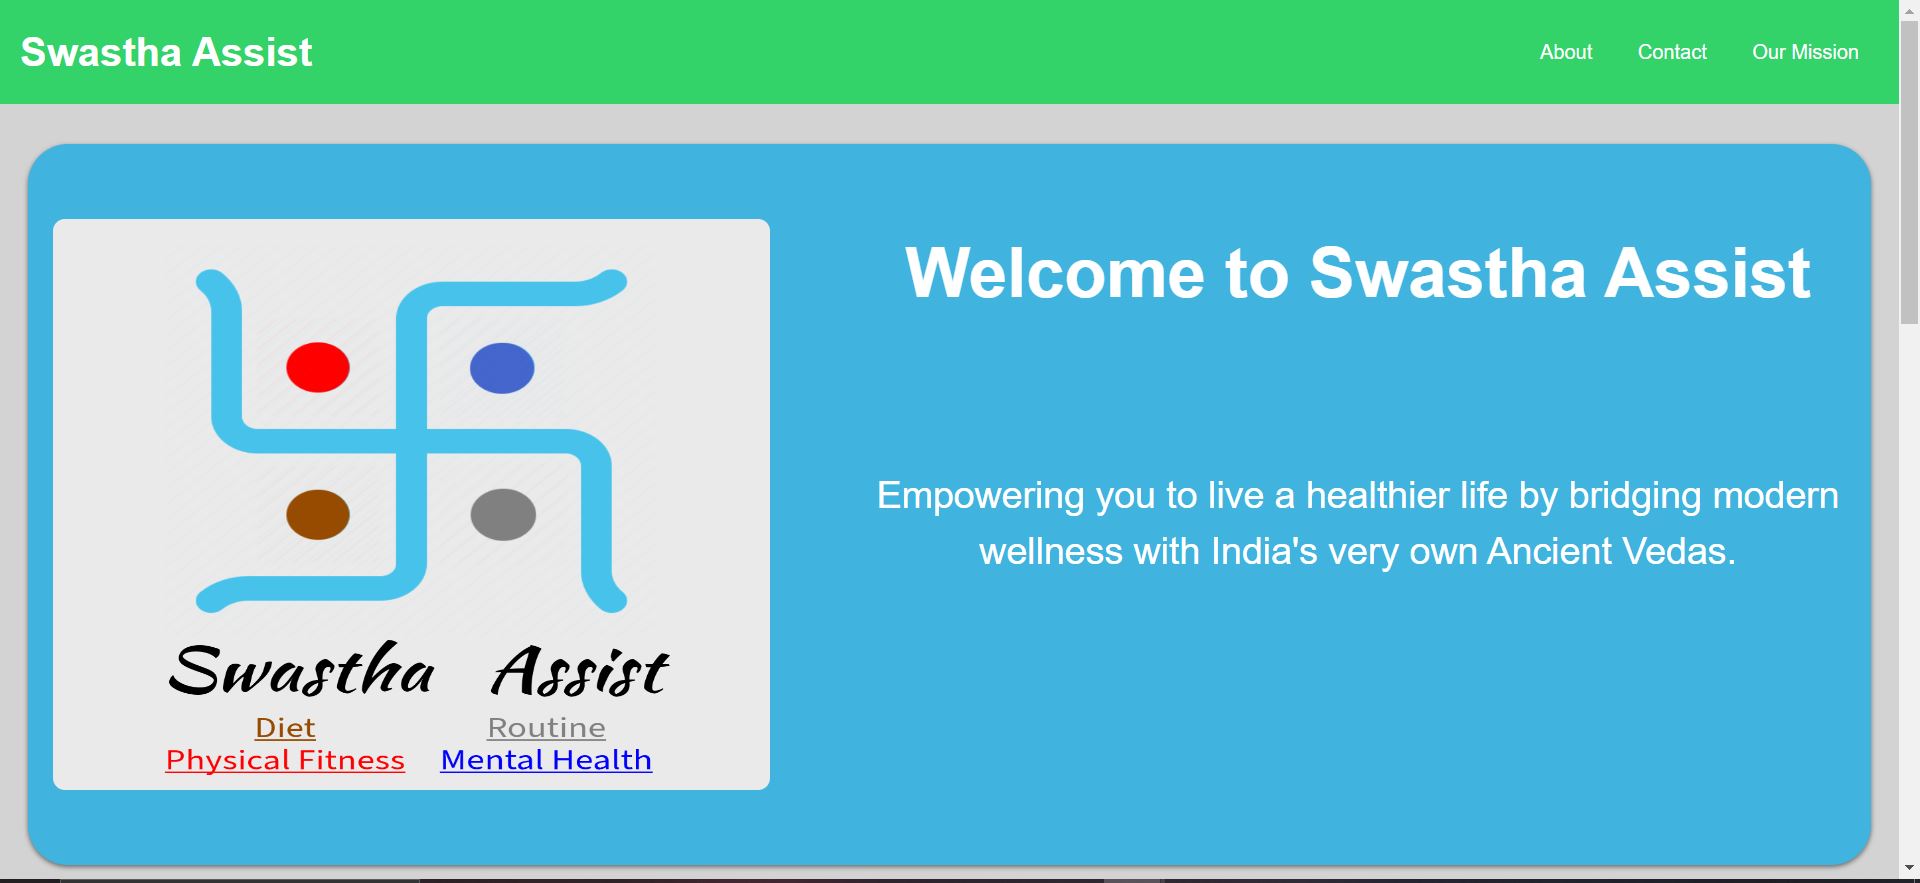 Swastha Assist
About Contact Our Mission
Welcome to Swastha Assist
Empowering you to live a healthier life by bridging modern
wellness with India's very own Ancient Vedas.
Swastha Assist
Diet Routine
Physical Fitness Mental Health